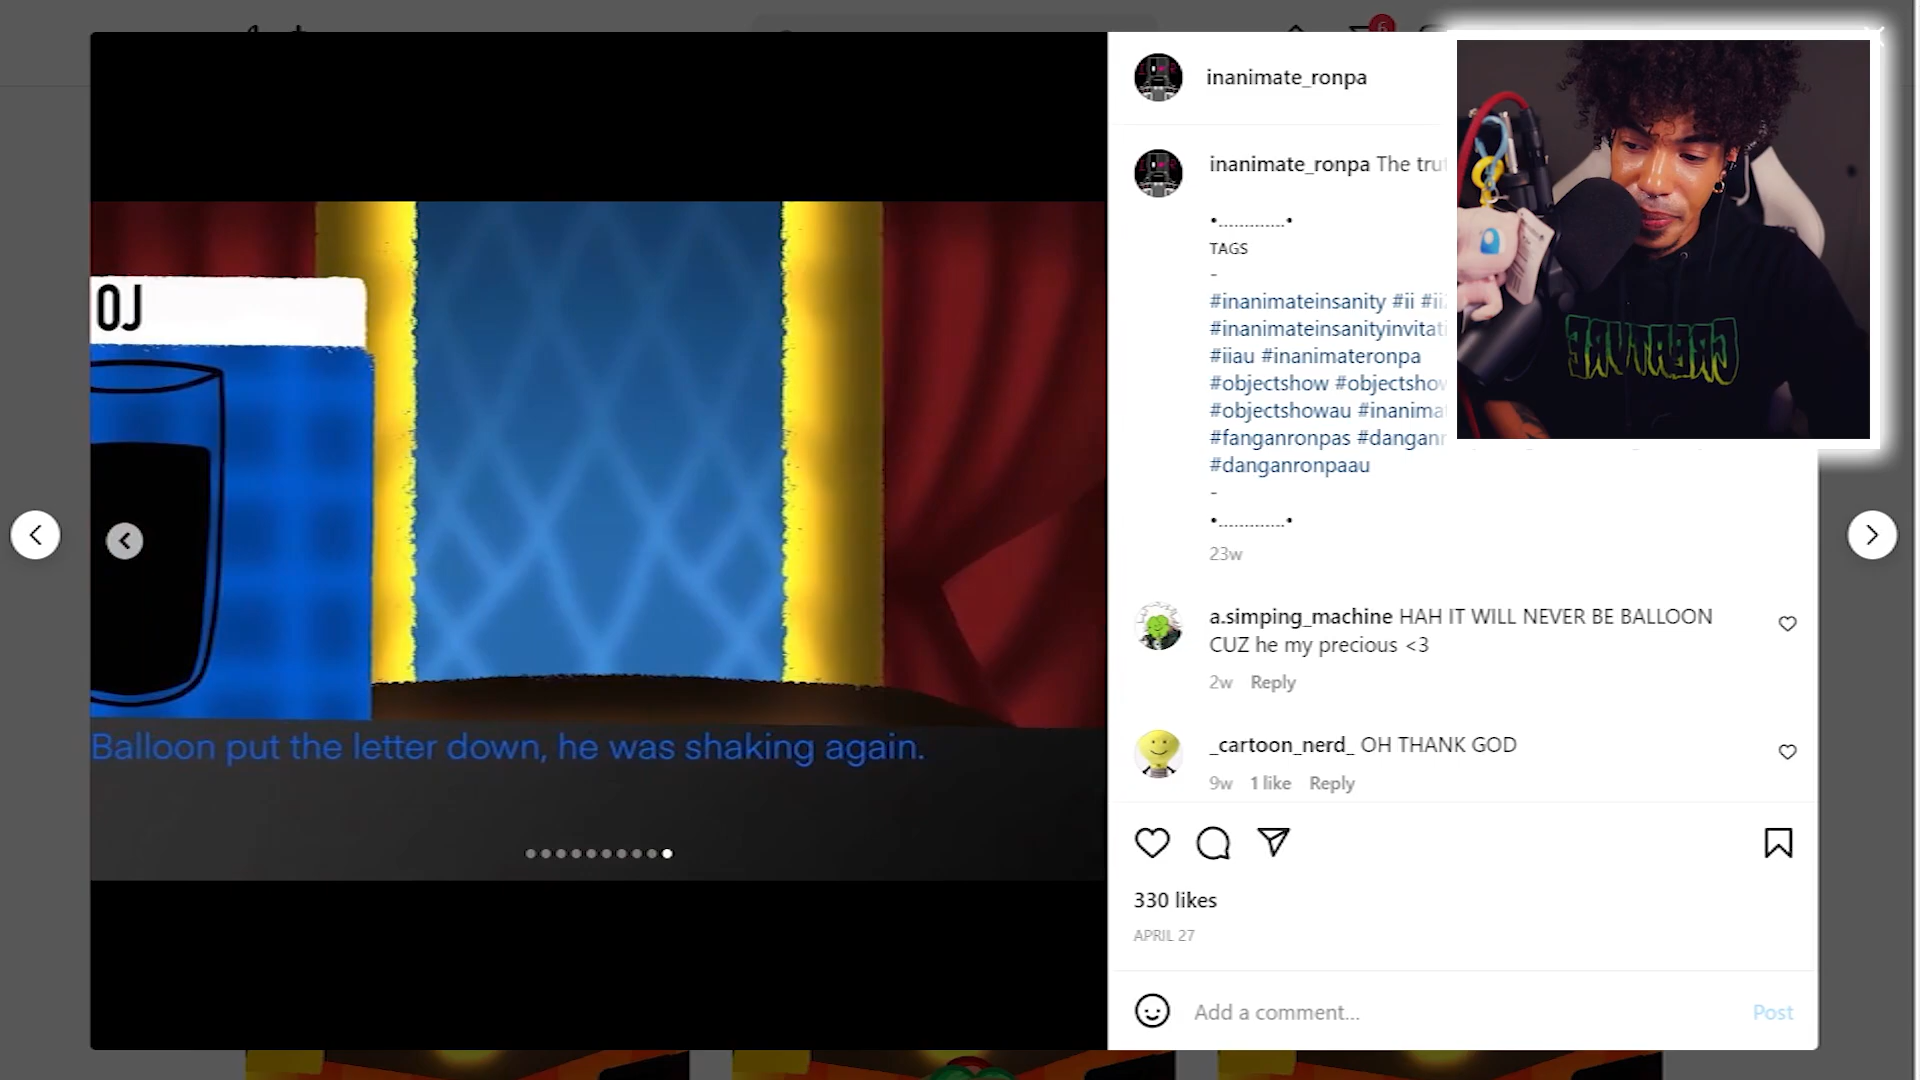 6
inanimate_ronpa
inanimate_ronpa The
•.............•
TAGS
-
#inanimateinsanity #ii
#inanimateinsanityinvitati
#iiau #inanimateronpa
#objectshow #objectshow
#objectshowau #inanima
#fanganronpas #danganr
#danganronpaau
-
•.............•
23w
a.simping_machine HAH IT WILL NEVER BE BALLOON
CUZ he my precious <3
2w Reply
_cartoon_nerd_ OH THANK GOD
9w 1 like Reply
330 likes
APRIL 27
Add a comment...
Post
OJ
Balloon put the letter down, he was shaking again.